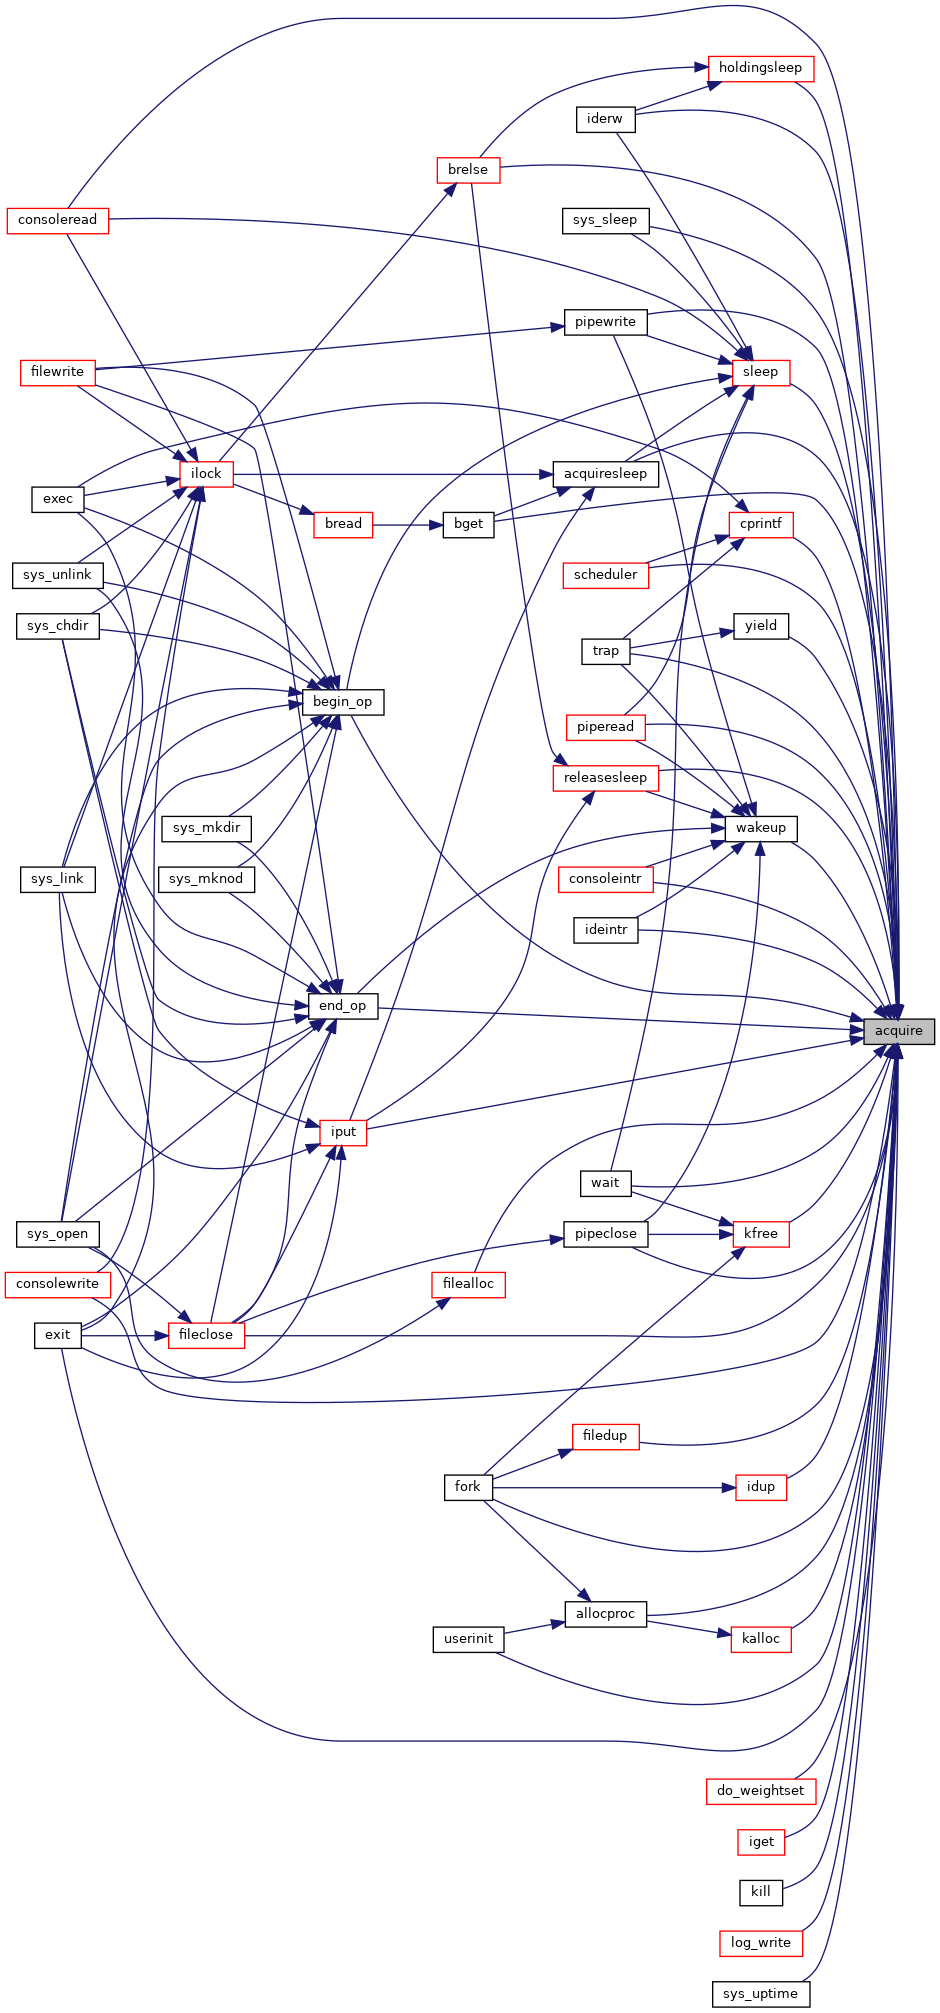 holdingsleep
iderw
brelse
consoleread
sys_sleep
pipewrite
filewrite
sleep
ilock
acquiresleep
exec
bread
bget
cprintf
sys_unlink
scheduler
sys_chdir
yield
trap
begin_op
piperead
releasesleep
sys_mkdir
wakeup
sys_link
sys_mknod
consoleintr
ideintr
end_op
acquire
iput
wait
sys_open
pipeclose
kfree
consolewrite
filealloc
exit
fileclose
filedup
fork
idup
allocproc
userinit
kalloc
do_weightset
iget
kill
log_write
sys_uptime